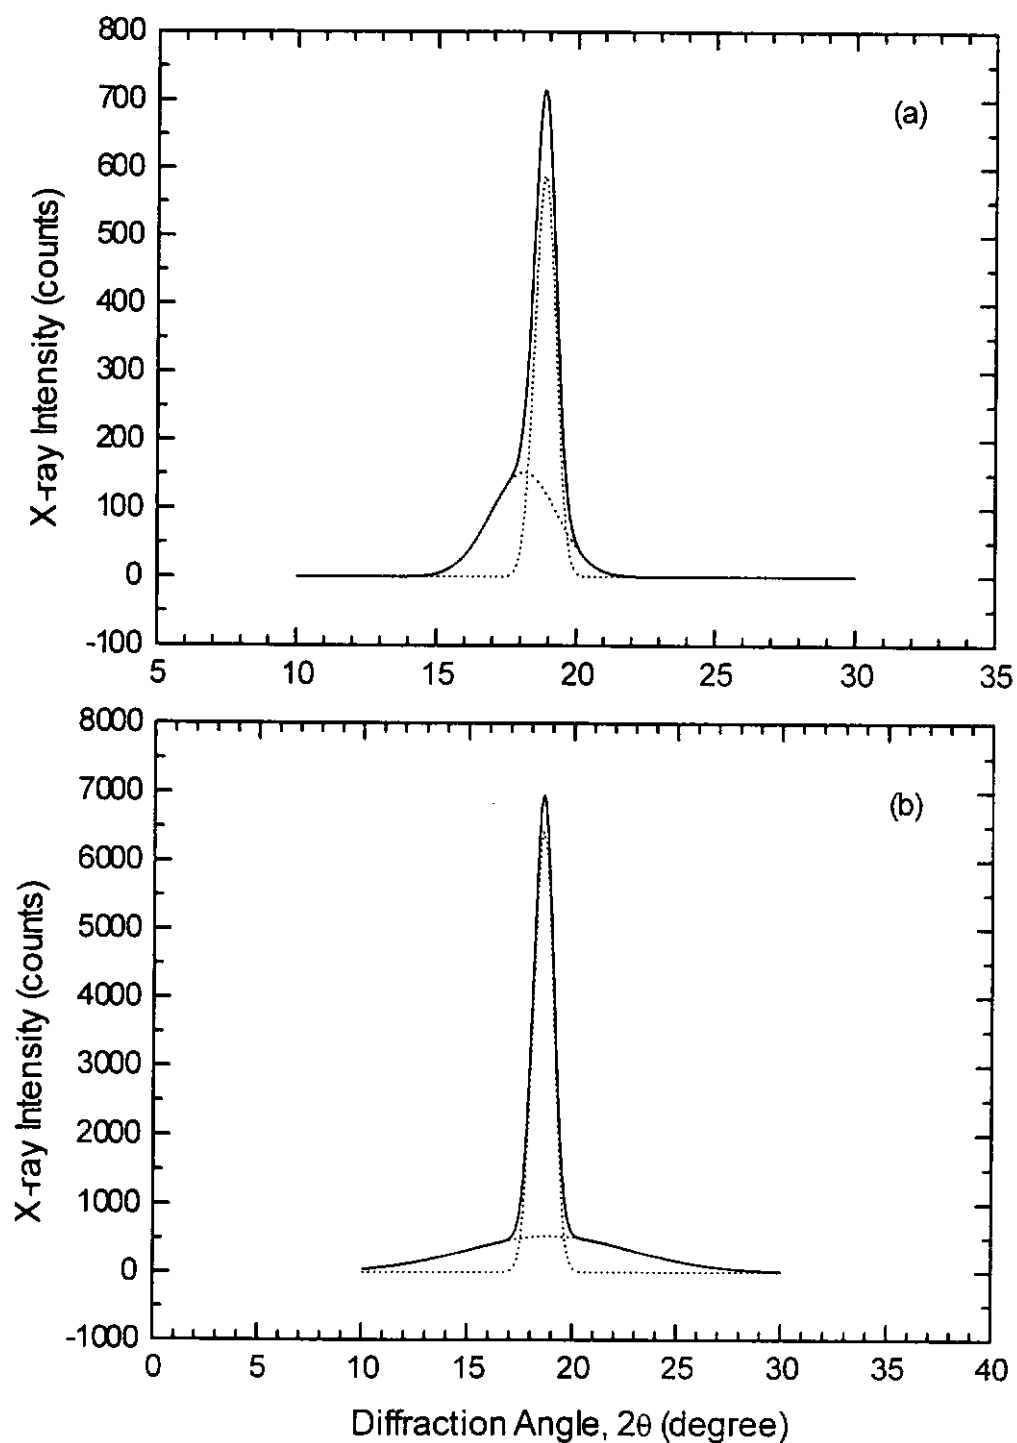 800
700
600
500
400
300
200
100
0
-100
X-ray Intensity (counts)
(a)
5 10 15 20 25 30 35
8000
7000
6000
5000
4000
3000
2000
1000
0
-1000
X-ray Intensity (counts)
(b)
0 5 10 15 20 25 30 35 40
Diffraction Angle, 2θ (degree)